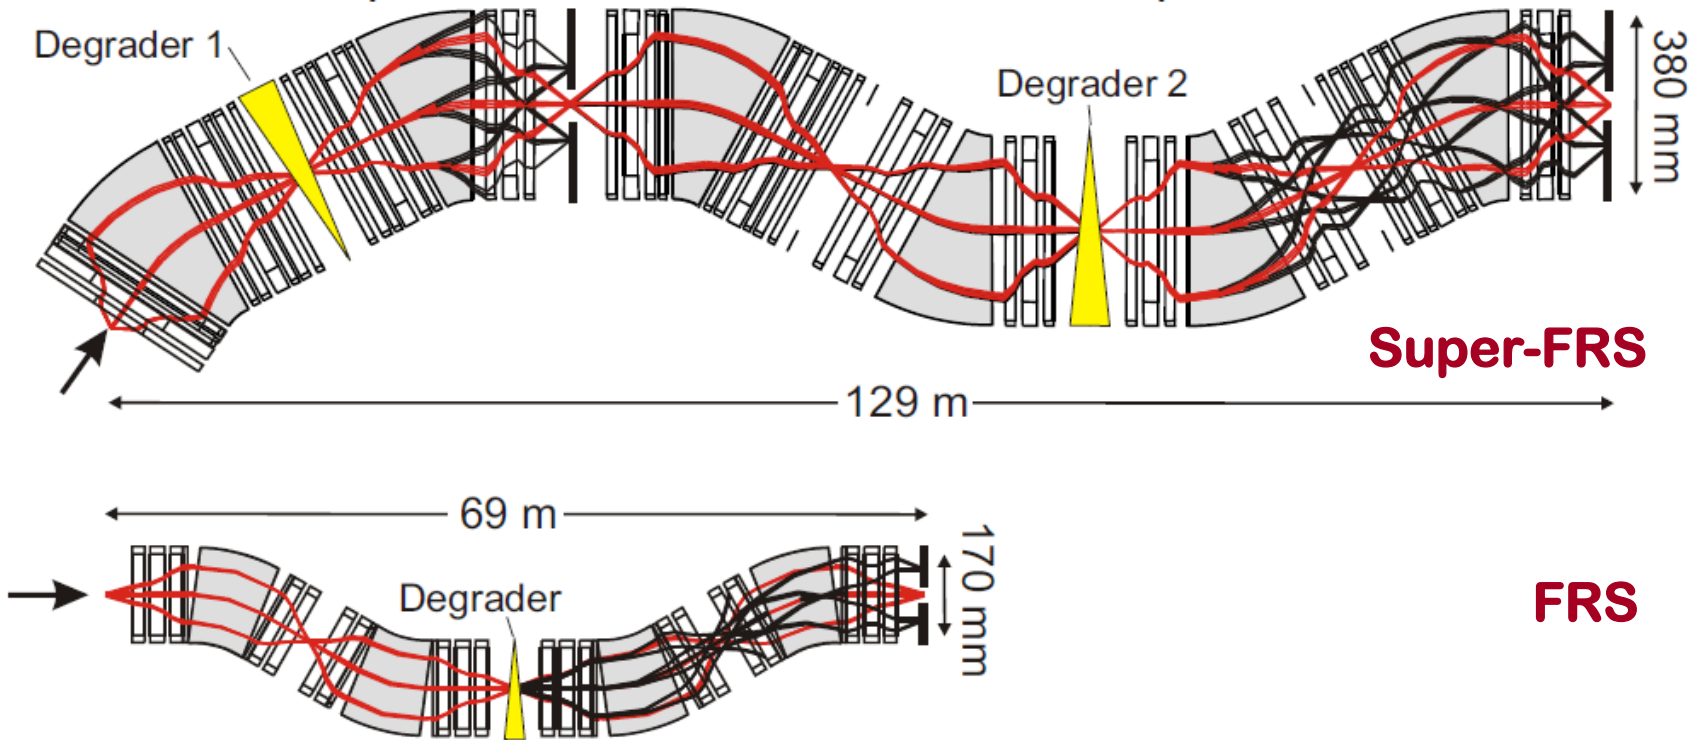 Degrader 1
Degrader 2
380 mm
Super-FRS
129 m
69 m
Degrader
170 mm
FRS